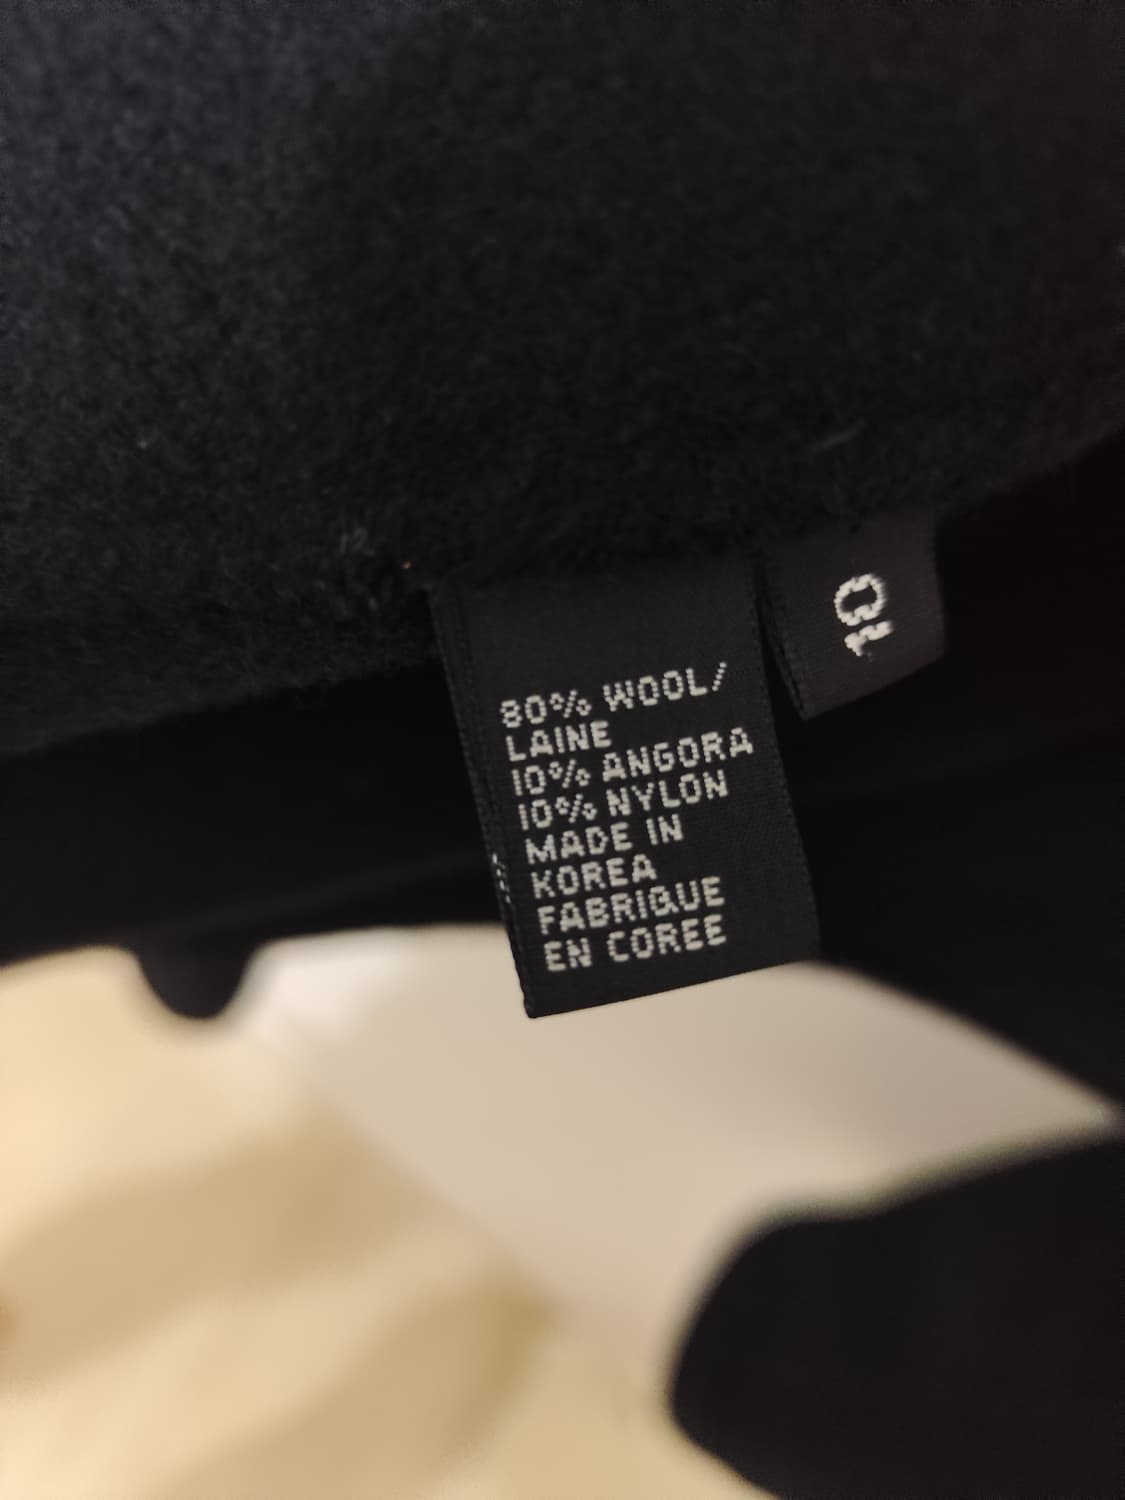 80% WOOL/
LAINE
10% ANGORA
10% NYLON
MADE IN
KOREA
FABRIQUE
EN COREE
10